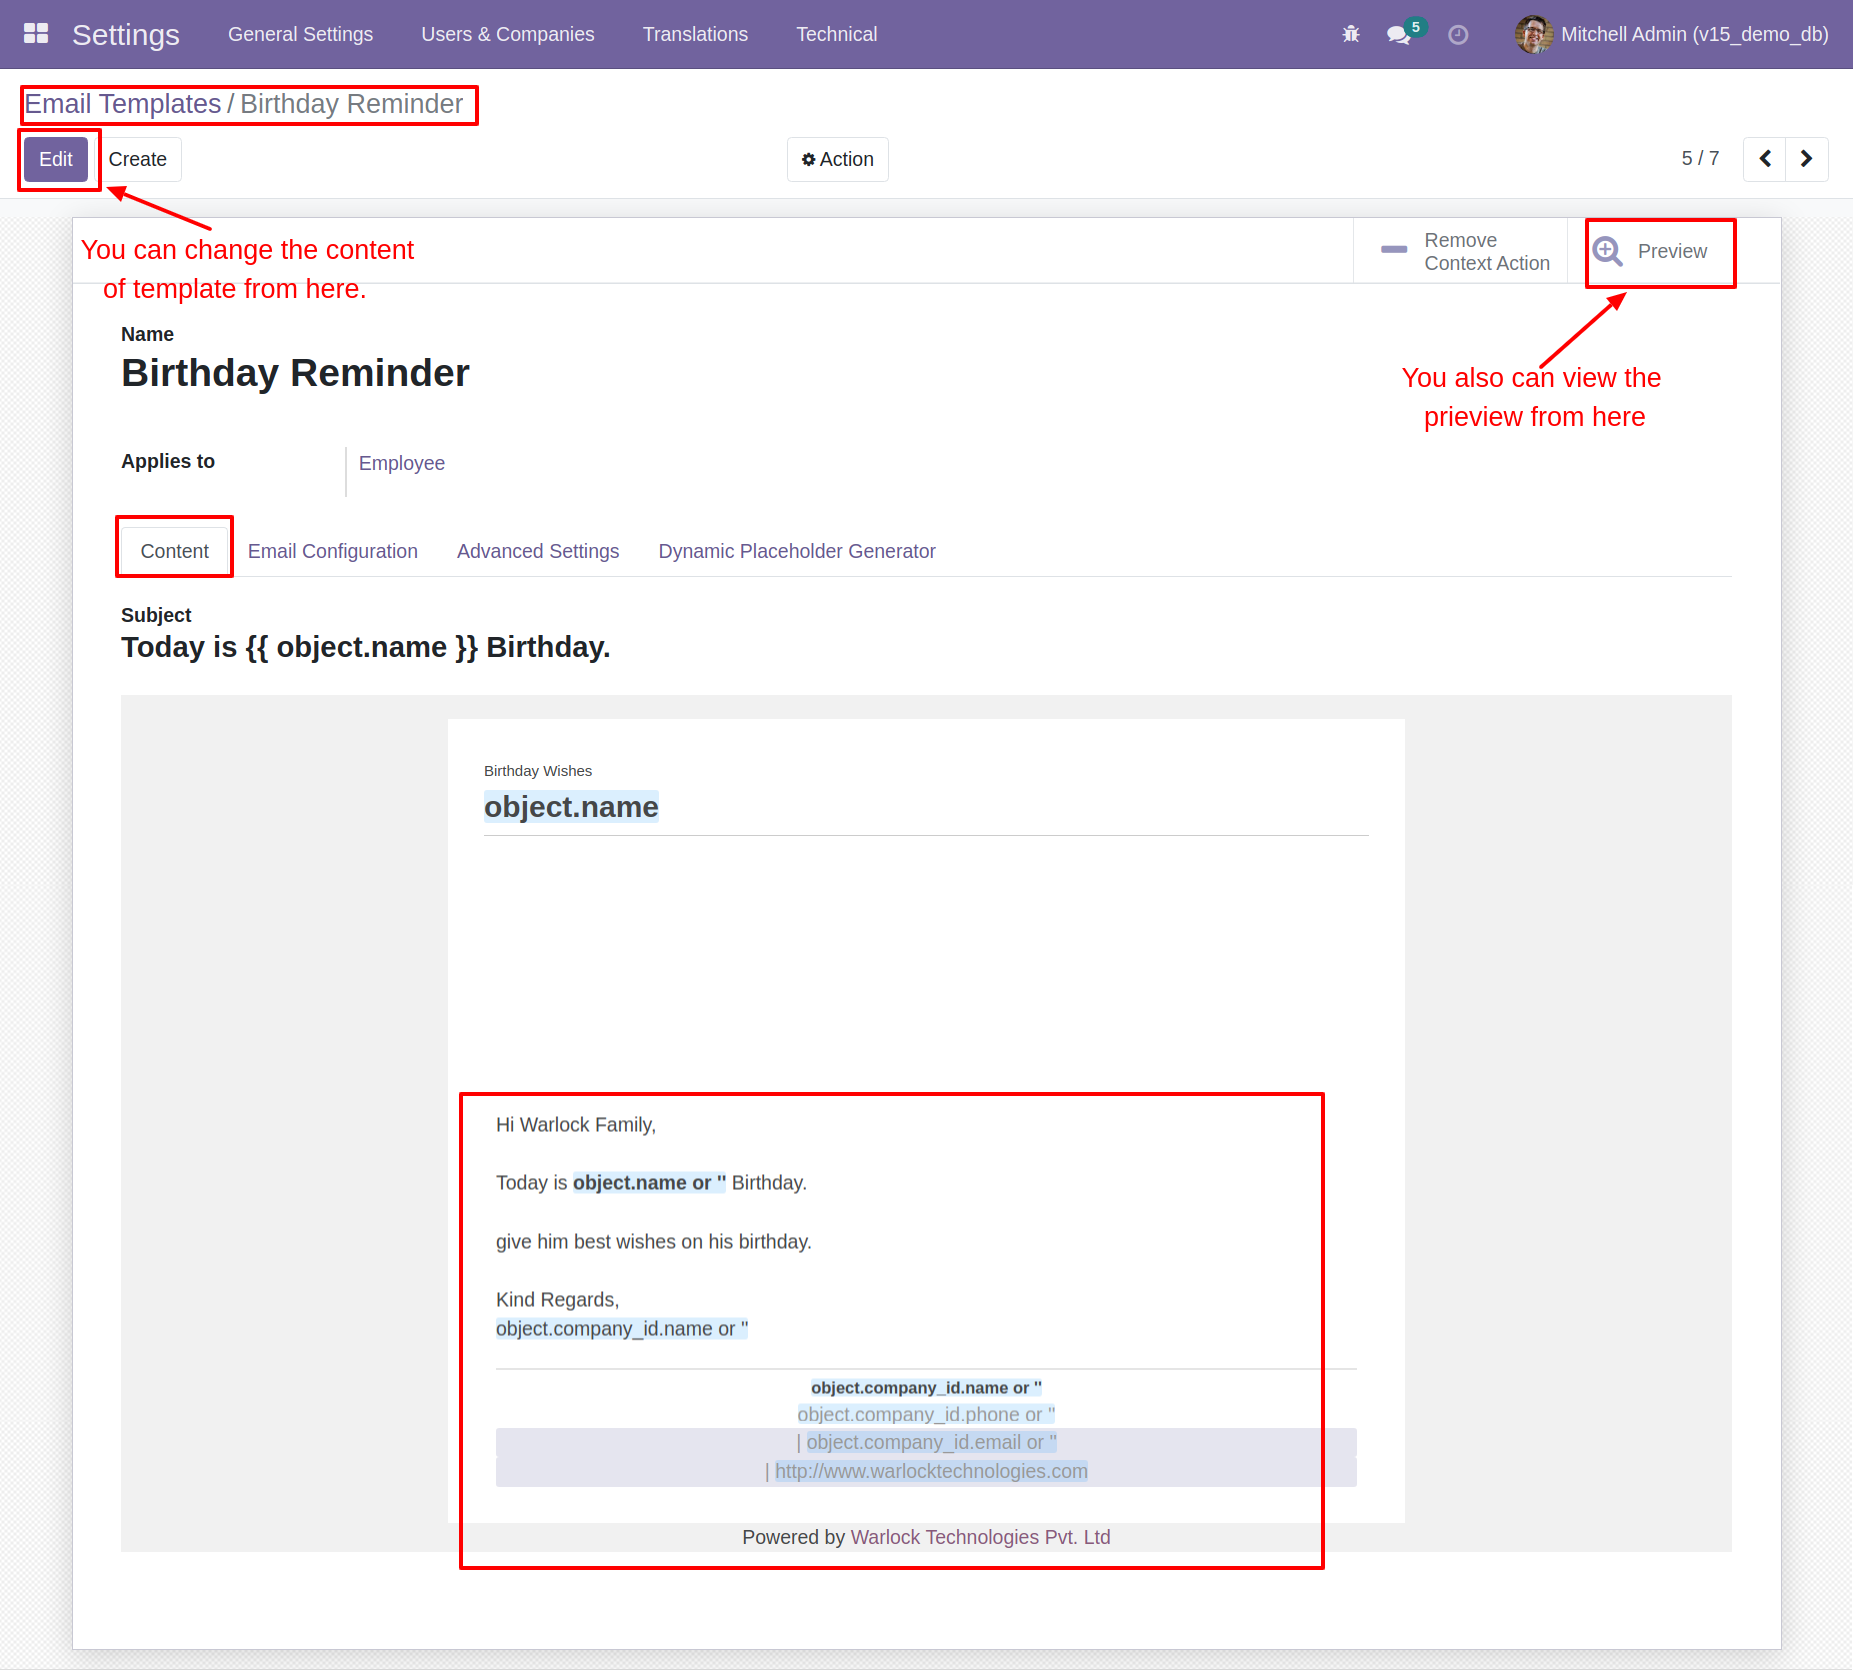 Settings General Settings Users & Companies Translations Technical 5 Mitchell Admin (v15_demo_db)
Email Templates / Birthday Reminder
Edit Create Action 5 / 7
You can change the content
of template from here.
Remove
Context Action
Preview
Name
Birthday Reminder
You also can view the
prieview from here
Applies to Employee
Content Email Configuration Advanced Settings Dynamic Placeholder Generator
Subject
Today is {{ object.name }} Birthday.
Birthday Wishes
object.name
Hi Warlock Family,
Today is object.name or '' Birthday.
give him best wishes on his birthday.
Kind Regards,
object.company_id.name or ''
object.company_id.name or ''
object.company_id.phone or ''
| object.company_id.email or ''
| http://www.warlocktechnologies.com
Powered by Warlock Technologies Pvt. Ltd